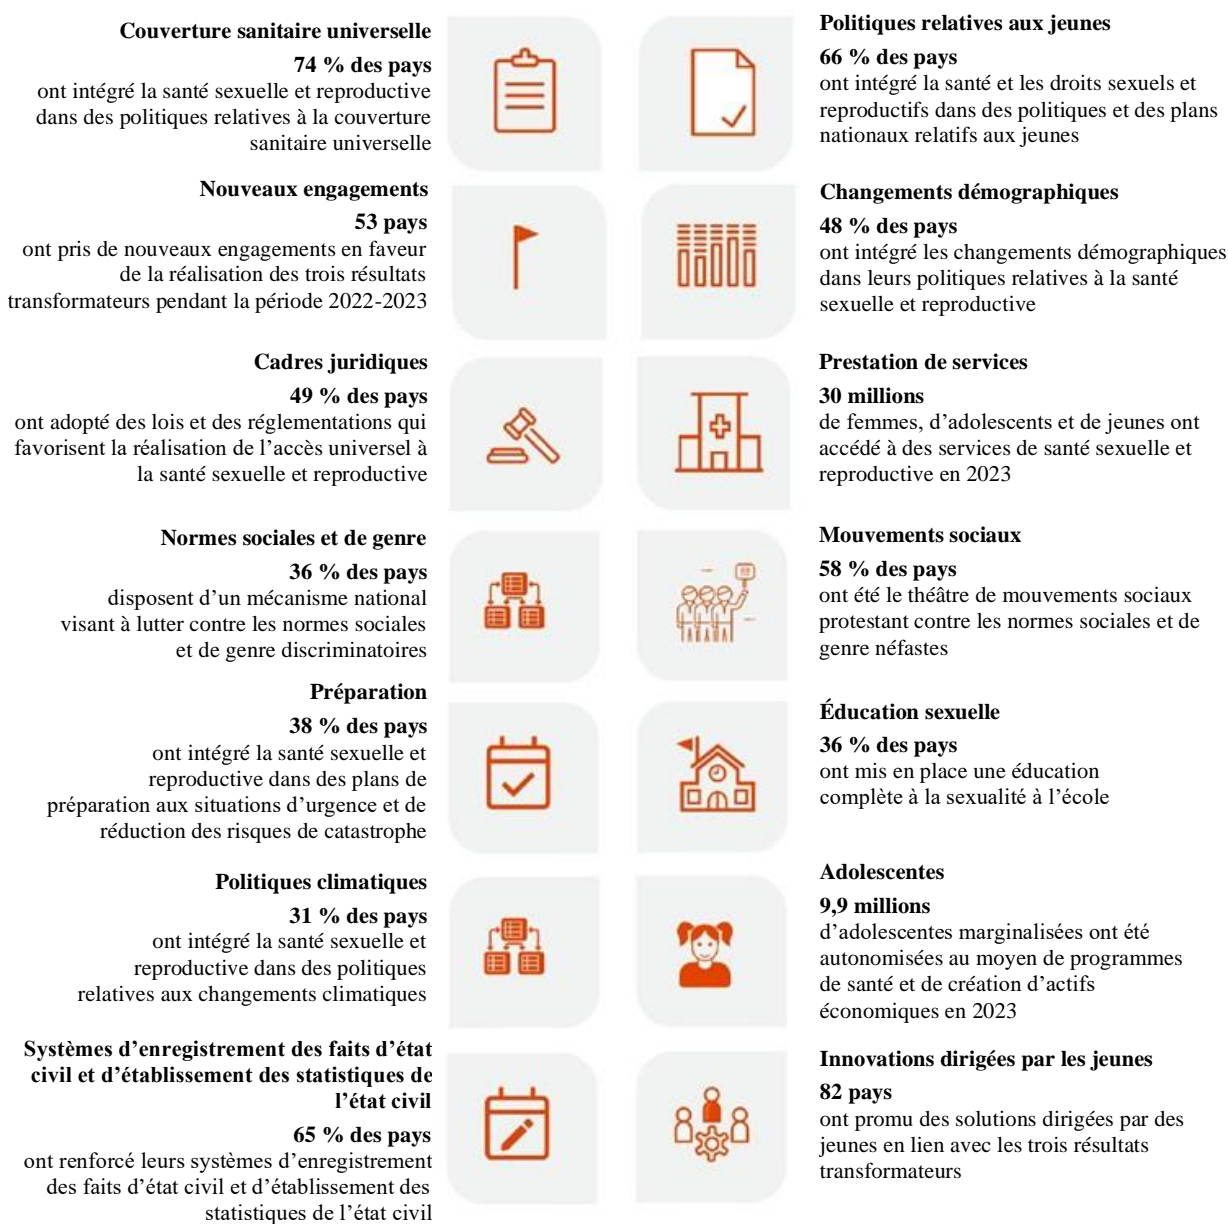 Couverture sanitaire universelle
74 % des pays
ont intégré la santé sexuelle et reproductive
dans des politiques relatives à la couverture
sanitaire universelle
Politiques relatives aux jeunes
66 % des pays
ont intégré la santé et les droits sexuels et
reproductifs dans des politiques et des plans
nationaux relatifs aux jeunes
Nouveaux engagements
53 pays
ont pris de nouveaux engagements en faveur
de la réalisation des trois résultats
transformateurs pendant la période 2022-2023
Changements démographiques
48 % des pays
ont intégré les changements démographiques
dans leurs politiques relatives à la santé
sexuelle et reproductive
Cadres juridiques
49 % des pays
ont adopté des lois et des réglementations qui
favorisent la réalisation de l’accès universel à
la santé sexuelle et reproductive
Prestation de services
30 millions
de femmes, d’adolescents et de jeunes ont
accédé à des services de santé sexuelle et
reproductive en 2023
Normes sociales et de genre
36 % des pays
disposent d’un mécanisme national
visant à lutter contre les normes sociales
et de genre discriminatoires
Mouvements sociaux
58 % des pays
ont été le théâtre de mouvements sociaux
protestant contre les normes sociales et de
genre néfastes
Préparation
38 % des pays
ont intégré la santé sexuelle et
reproductive dans des plans de
préparation aux situations d’urgence et de
réduction des risques de catastrophe
Éducation sexuelle
36 % des pays
ont mis en place une éducation
complète à la sexualité à l’école
Politiques climatiques
31 % des pays
ont intégré la santé sexuelle et
reproductive dans des politiques
relatives aux changements climatiques
Adolescentes
9,9 millions
d’adolescentes marginalisées ont été
autonomisées au moyen de programmes
de santé et de création d’actifs
économiques en 2023
Systèmes d’enregistrement des faits d’état
civil et d’établissement des statistiques de
l’état civil
65 % des pays
ont renforcé leurs systèmes d’enregistrement
des faits d’état civil et d’établissement des
statistiques de l’état civil
Innovations dirigées par les jeunes
82 pays
ont promu des solutions dirigées par des
jeunes en lien avec les trois résultats
transformateurs